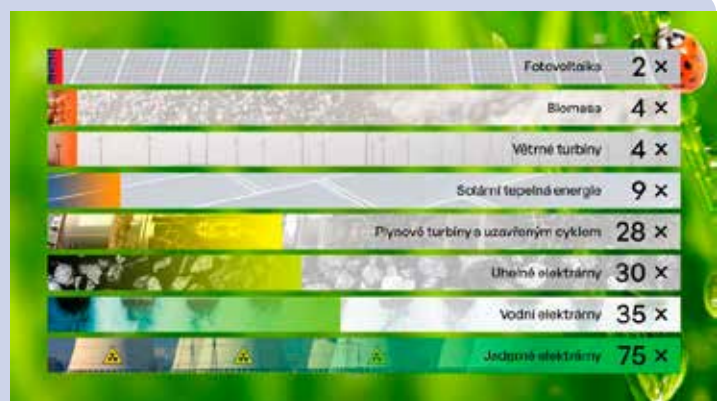 Fotovoltaika 2 ×
Biomasa 4 ×
Větrné turbíny 4 ×
Solární tepelná energie 9 ×
Plynové turbíny s uzavřeným cyklem 28 ×
Uhelné elektrárny 30 ×
Vodní elektrárny 35 ×
Jaderné elektrárny 75 ×